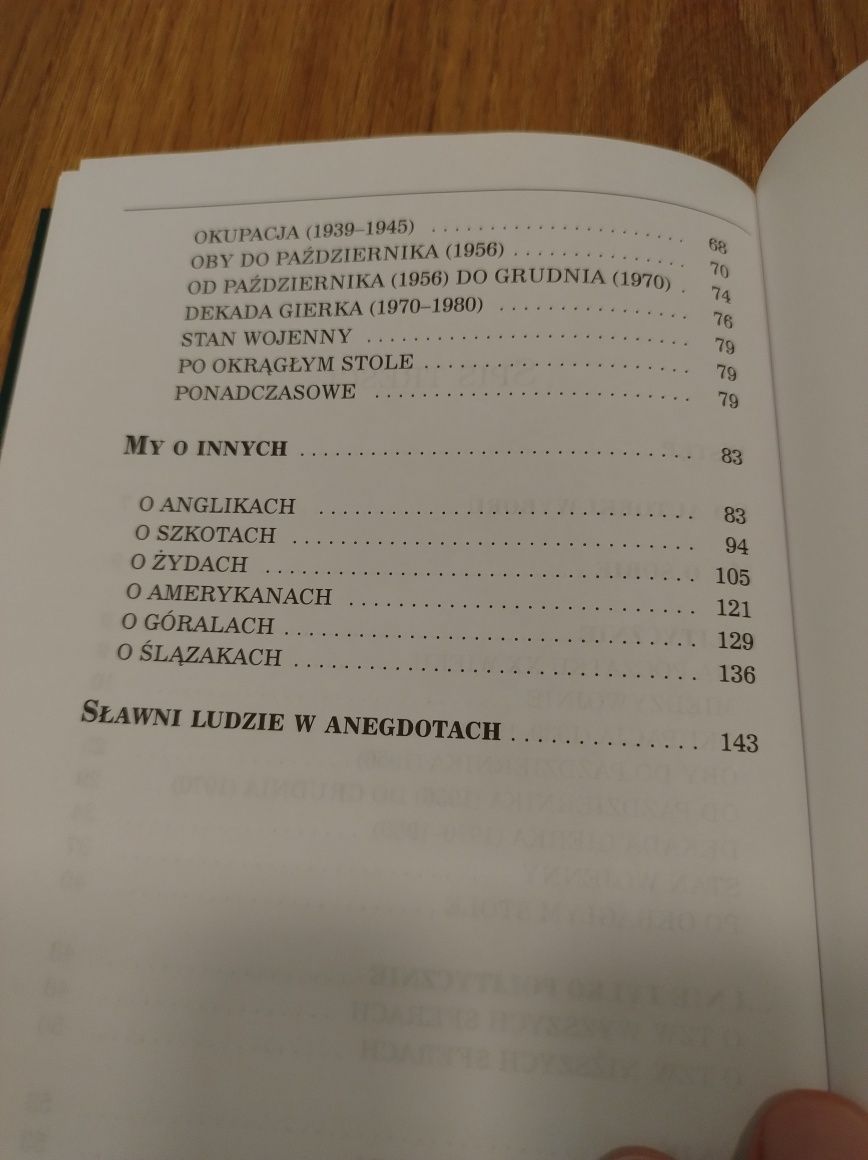 OKUPACJA (1939–1945) . . . . . . . . . . . . . . . . . . . . . . 68
OBY DO PAŹDZIERNIKA (1956) . . . . . . . . . . . . . . . 70
OD PAŹDZIERNIKA (1956) DO GRUDNIA (1970) . 74
DEKADA GIERKA (1970–1980) . . . . . . . . . . . . . . . . 76
STAN WOJENNY . . . . . . . . . . . . . . . . . . . . . . . . . . . . 79
PO OKRĄGŁYM STOLE . . . . . . . . . . . . . . . . . . . . . . . 79
PONADCZASOWE . . . . . . . . . . . . . . . . . . . . . . . . . . . 79
MY O INNYCH . . . . . . . . . . . . . . . . . . . . . . . . . . . . . . . . . 83
O ANGLIKACH . . . . . . . . . . . . . . . . . . . . . . . . . . . . . . . 83
O SZKOTACH . . . . . . . . . . . . . . . . . . . . . . . . . . . . . . . . 94
O ŻYDACH . . . . . . . . . . . . . . . . . . . . . . . . . . . . . . . . . . 105
O AMERYKANACH . . . . . . . . . . . . . . . . . . . . . . . . . . . 121
O GÓRALACH . . . . . . . . . . . . . . . . . . . . . . . . . . . . . . . 129
O ŚLĄZAKACH . . . . . . . . . . . . . . . . . . . . . . . . . . . . . . 136
SŁAWNI LUDZIE W ANEGDOTACH . . . . . . . . . . . . . . 143